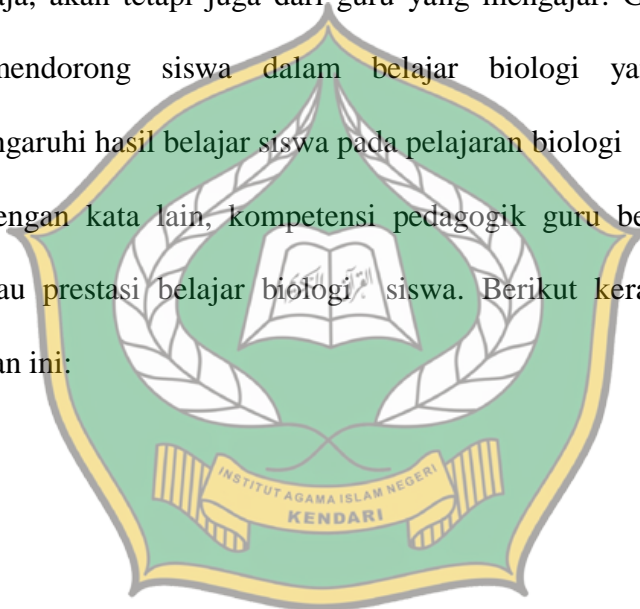 aja, akan tetapi juga dari guru yang mengajar.
mendorong siswa dalam belajar biologi
ngaruhi hasil belajar siswa pada pelajaran biologi
engan kata lain, kompetensi pedagogik guru be
au prestasi belajar biologi siswa. Berikut kera
an ini:
INSTITUT AGAMA ISLAM NEGERI
KENDARI